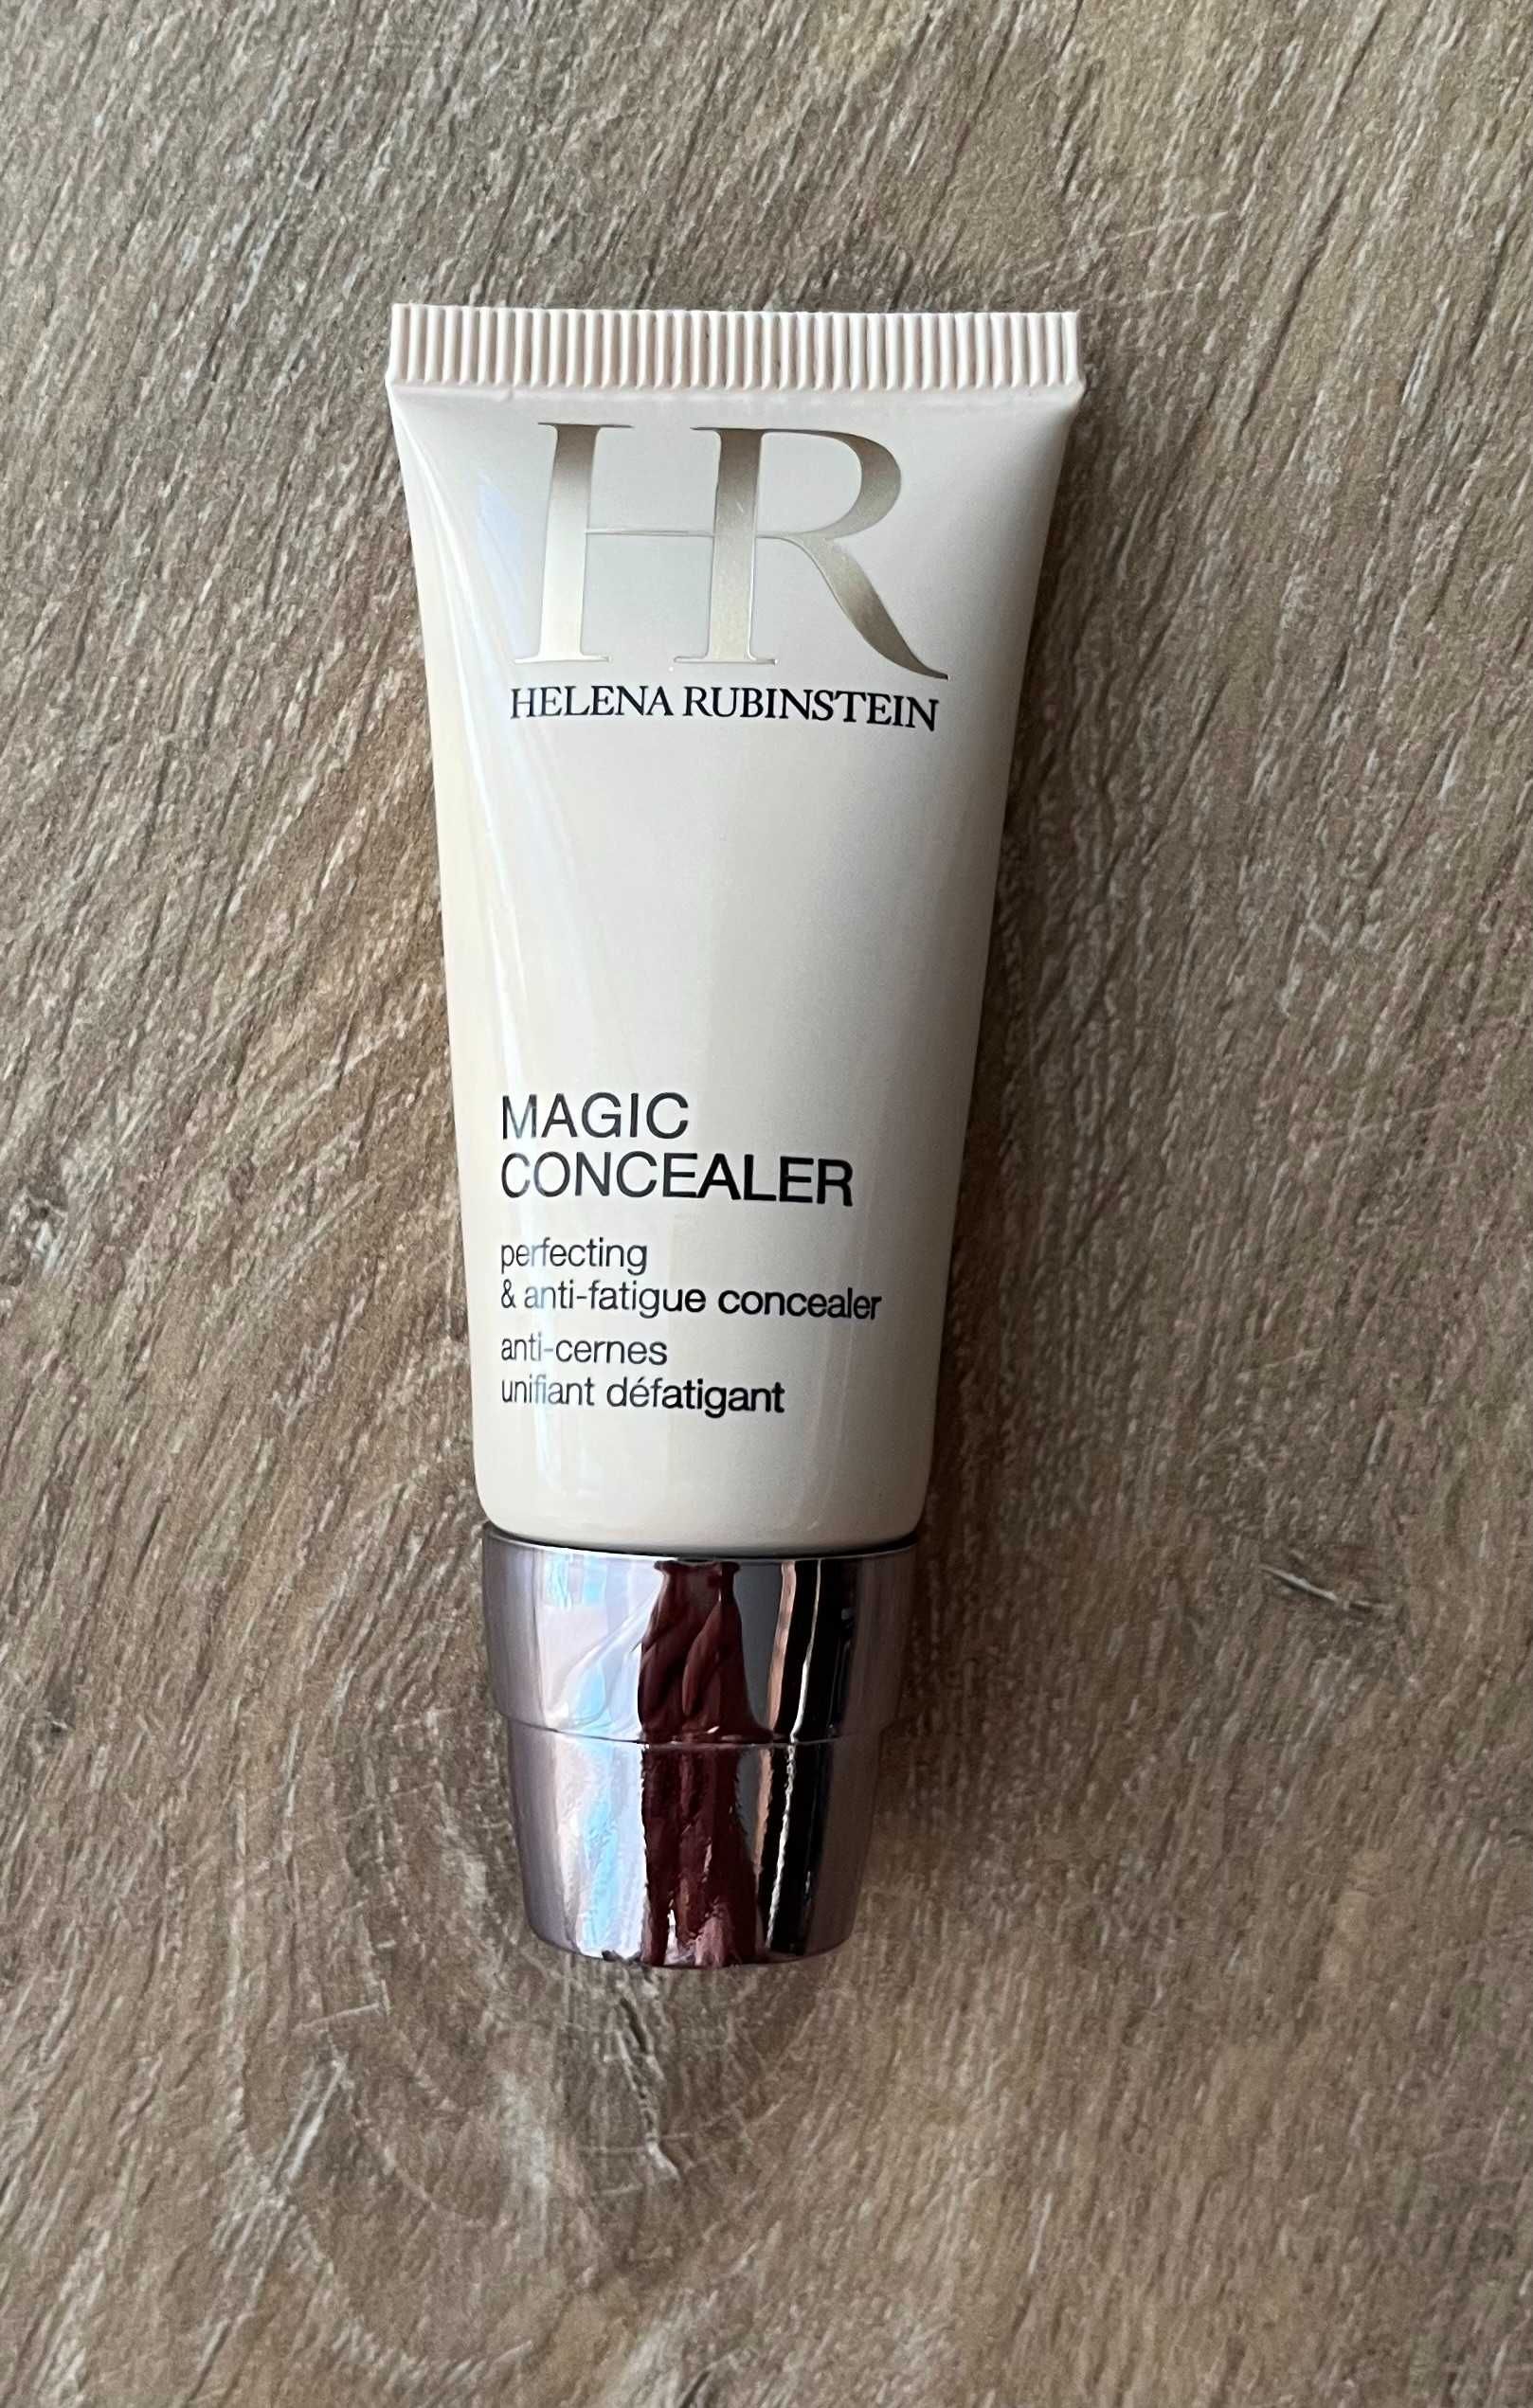 HR
HELENA RUBINSTEIN
MAGIC
CONCEALER
perfecting
& anti-fatigue concealer
anti-cernes
unifiant défatigant